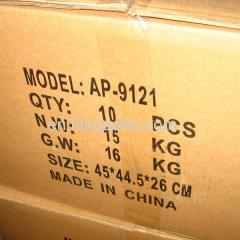 MODEL: AP-9121
QTY: 10 PCS
N.W: 15 KG
G.W: 16 KG
SIZE: 45*44.5*26 CM
MADE IN CHINA